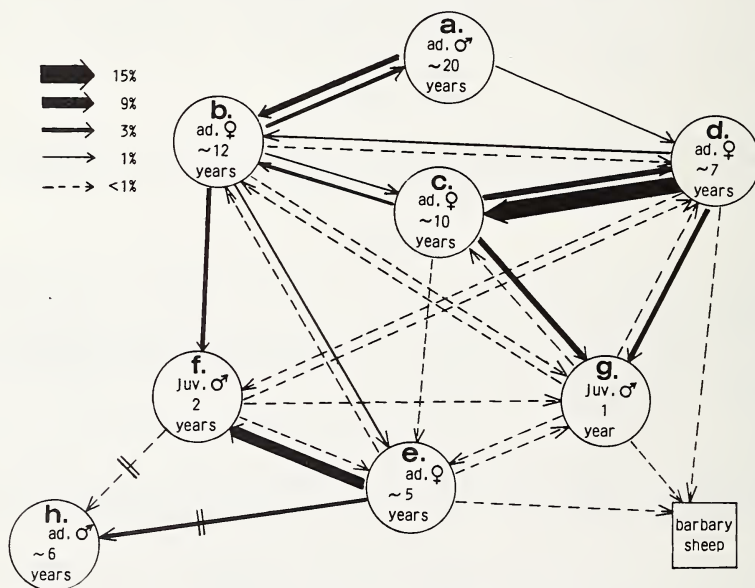 15%
9%
3%
1%
<1%
a.
ad. ♂
~20
years
b.
ad. ♀
~12
years
c.
ad. ♀
~10
years
d.
ad. ♀
~7
years
f.
Juv. ♂
2
years
g.
Juv. ♂
1
year
e.
ad. ♀
~5
years
h.
ad. ♂
~6
years
barbary
sheep